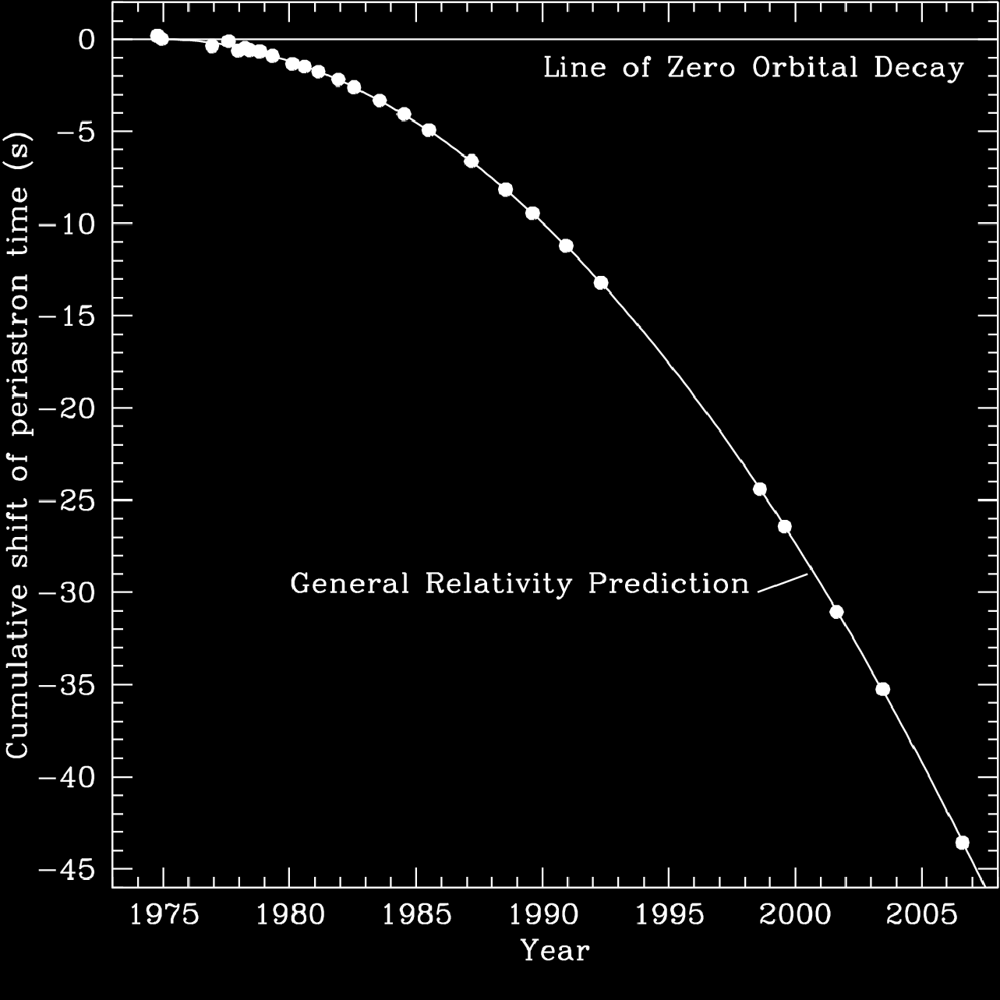 0
Line of Zero Orbital Decay
−5
−10
−15
−20
−25
General Relativity Prediction
−30
−35
−40
−45
Cumulative shift of periastron time (s)
1975 1980 1985 1990 1995 2000 2005
Year